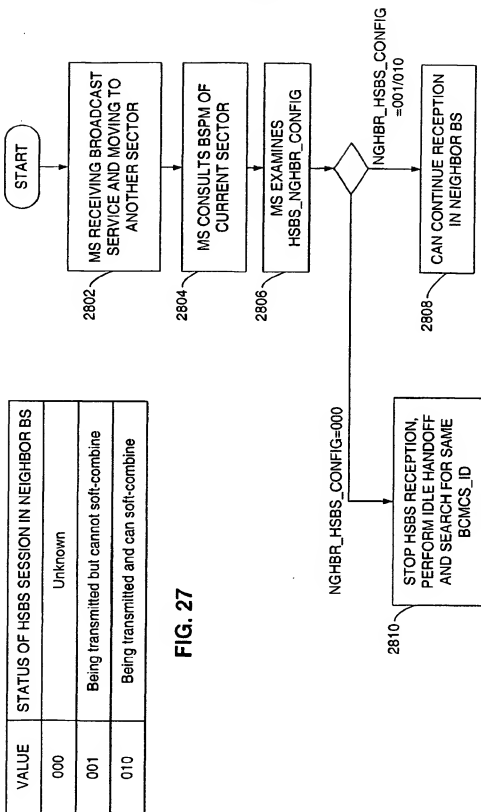 VALUE
STATUS OF HSBS SESSION IN NEIGHBOR BS
000
Unknown
001
Being transmitted but cannot soft-combine
010
Being transmitted and can soft-combine
FIG. 27
START
2802
MS RECEIVING BROADCAST
SERVICE AND MOVING TO
ANOTHER SECTOR
2804
MS CONSULTS BSPM OF
CURRENT SECTOR
2806
MS EXAMINES
HSBS_NGHBR_CONFIG
NGHBR_HSBS_CONFIG
=001/010
NGHBR_HSBS_CONFIG=000
2808
CAN CONTINUE RECEPTION
IN NEIGHBOR BS
2810
STOP HSBS RECEPTION,
PERFORM IDLE HANDOFF
AND SEARCH FOR SAME
BCMCS_ID